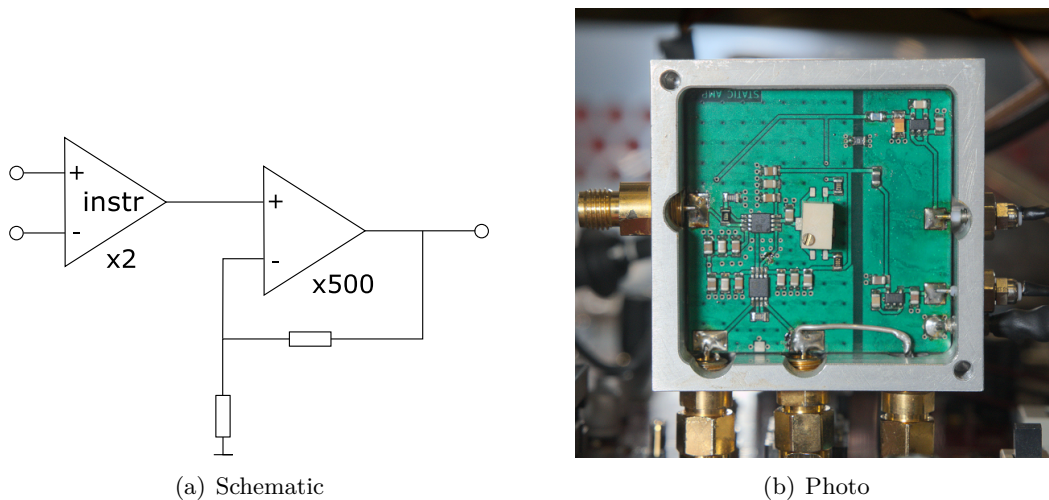 +
instr
-
x2
+
-
x500
STATIC AMP
(a) Schematic
(b) Photo